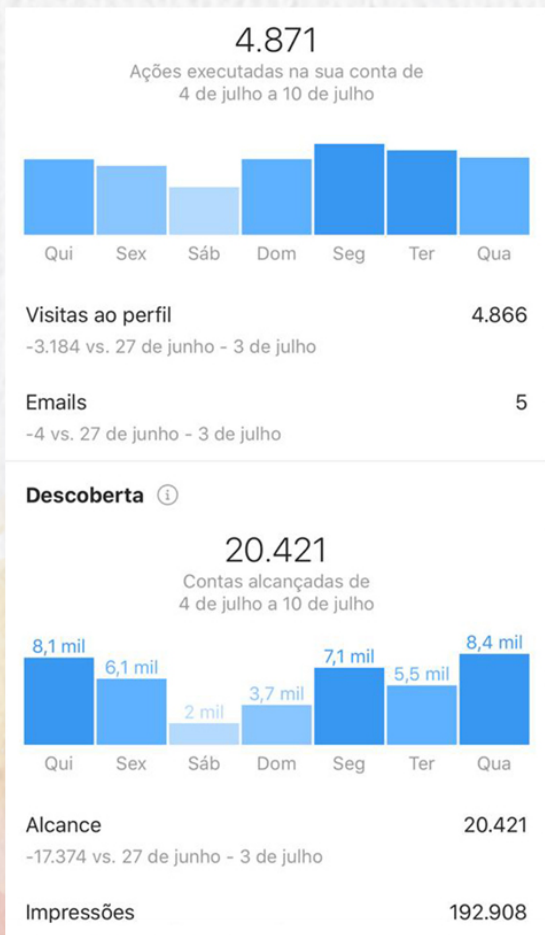 4.871
Ações executadas na sua conta de
4 de julho a 10 de julho
Qui Sex Sáb Dom Seg Ter Qua
Visitas ao perfil 4.866
-3.184 vs. 27 de junho - 3 de julho
Emails 5
-4 vs. 27 de junho - 3 de julho
Descoberta
20.421
Contas alcançadas de
4 de julho a 10 de julho
8,1 mil 6,1 mil 2 mil 3,7 mil 7,1 mil 5,5 mil 8,4 mil
Qui Sex Sáb Dom Seg Ter Qua
Alcance 20.421
-17.374 vs. 27 de junho - 3 de julho
Impressões 192.908